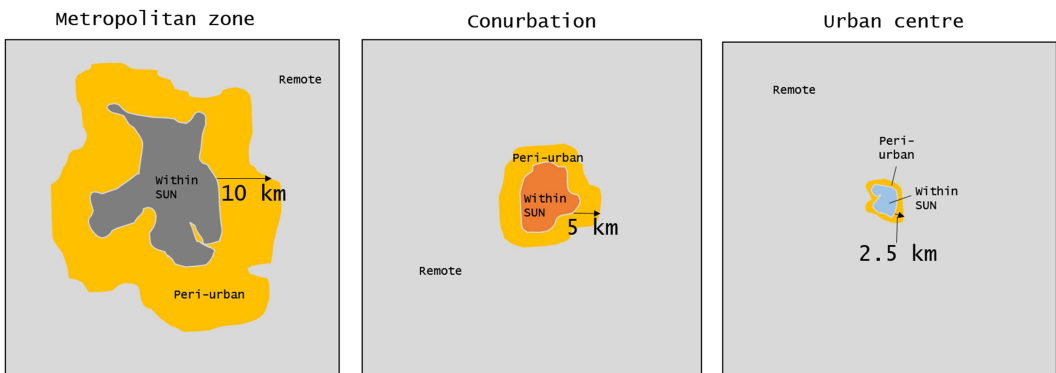 Metropolitan zone
Remote
Within
SUN
10 km
Peri-urban
Conurbation
Peri-urban
Within
SUN
5 km
Remote
Urban centre
Remote
Peri-
urban
Within
SUN
2.5 km